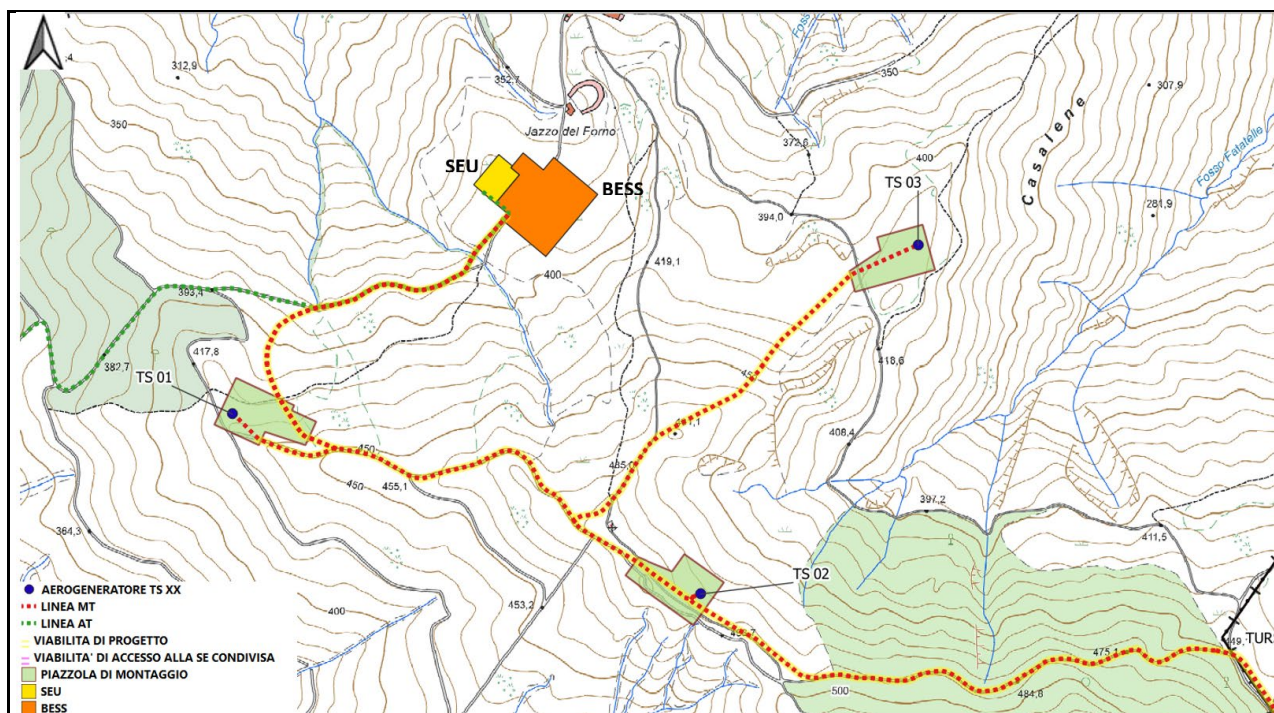 312,9
352,7
350
350
Jazzo del Forno
372,6
400
307,9
Casalene
Fosso Fafatelle
SEU
BESS
TS 03
394,0
281,9
419,1
400
393,4
382,7
417,8
TS 01
418,6
408,4
450
455,1
450
397,2
411,5
364,3
TS 02
453,2
400
475,1
484,8
500
449,
TUR
AEROGENERATORE TS XX
LINEA MT
LINEA AT
VIABILITA DI PROGETTO
VIABILITA' DI ACCESSO ALLA SE CONDIVISA
PIAZZOLA DI MONTAGGIO
SEU
BESS